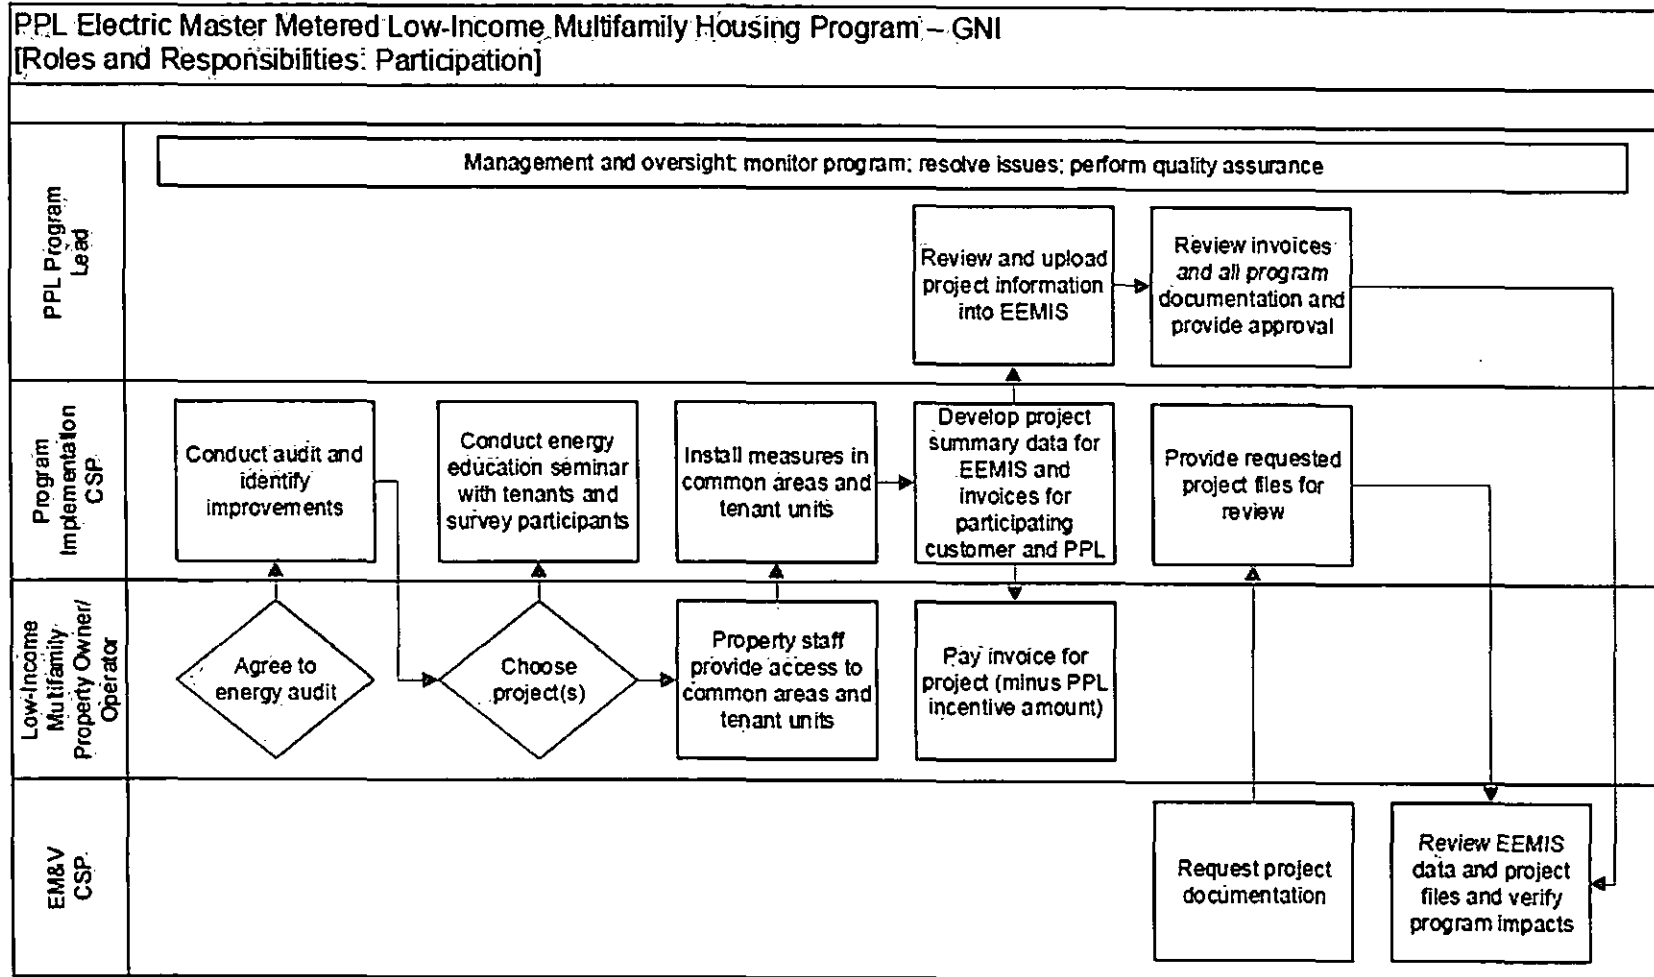 PPL Electric Master Metered Low-Income Multifamily Housing Program – GNI
[Roles and Responsibilities: Participation]
PPL Program
Lead
Management and oversight; monitor program; resolve issues; perform quality assurance
Review and upload
project information
into EEMIS
Review invoices
and all program
documentation and
provide approval
Program
Implementation
CSP
Conduct audit and
identify
improvements
Conduct energy
education seminar
with tenants and
survey participants
Install measures in
common areas and
tenant units
Develop project
summary data for
EEMIS and
invoices for
participating
customer and PPL
Provide requested
project files for
review
Low-Income
Multifamily
Property Owner/
Operator
Agree to
energy audit
Choose
project(s)
Property staff
provide access to
common areas and
tenant units
Pay invoice for
project (minus PPL
incentive amount)
EM&V
CSP
Request project
documentation
Review EEMIS
data and project
files and verify
program impacts